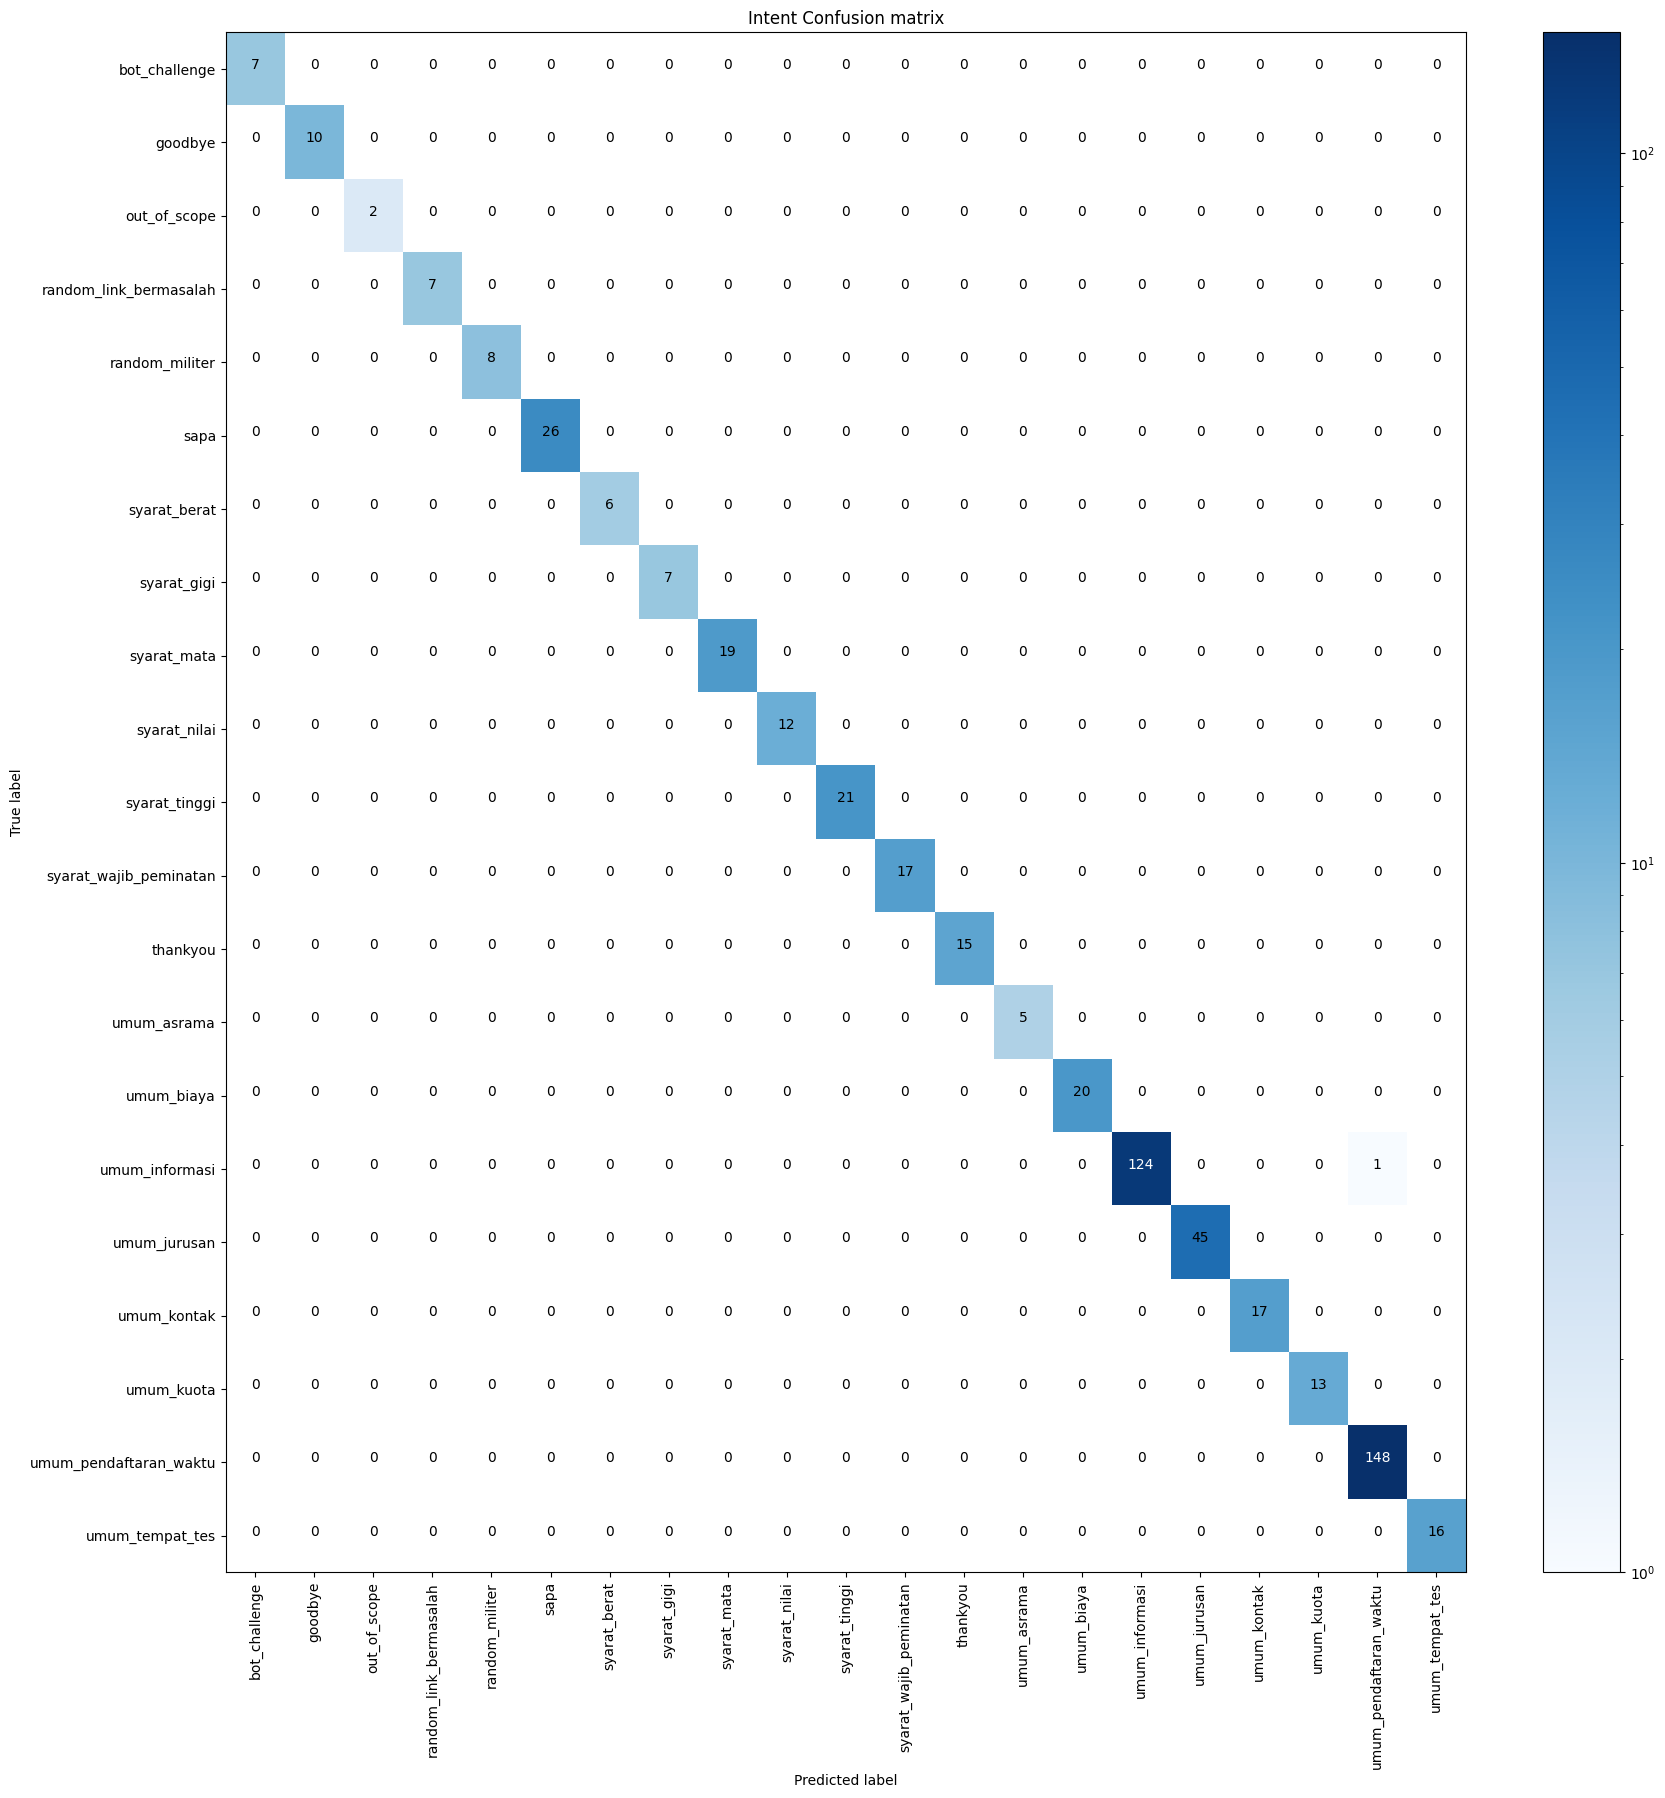 Intent Confusion matrix
bot_challenge 7 0 0 0 0 0 0 0 0 0 0 0 0 0 0 0 0 0 0 0 0
goodbye 0 10 0 0 0 0 0 0 0 0 0 0 0 0 0 0 0 0 0 0 0
out_of_scope 0 0 2 0 0 0 0 0 0 0 0 0 0 0 0 0 0 0 0 0 0
random_link_bermasalah 0 0 0 7 0 0 0 0 0 0 0 0 0 0 0 0 0 0 0 0 0
random_militer 0 0 0 0 8 0 0 0 0 0 0 0 0 0 0 0 0 0 0 0 0
sapa 0 0 0 0 0 26 0 0 0 0 0 0 0 0 0 0 0 0 0 0 0
syarat_berat 0 0 0 0 0 0 6 0 0 0 0 0 0 0 0 0 0 0 0 0 0
syarat_gigi 0 0 0 0 0 0 0 7 0 0 0 0 0 0 0 0 0 0 0 0 0
syarat_mata 0 0 0 0 0 0 0 0 19 0 0 0 0 0 0 0 0 0 0 0 0
syarat_nilai 0 0 0 0 0 0 0 0 0 12 0 0 0 0 0 0 0 0 0 0 0
syarat_tinggi 0 0 0 0 0 0 0 0 0 0 21 0 0 0 0 0 0 0 0 0 0
syarat_wajib_peminatan 0 0 0 0 0 0 0 0 0 0 0 17 0 0 0 0 0 0 0 0 0
thankyou 0 0 0 0 0 0 0 0 0 0 0 0 15 0 0 0 0 0 0 0 0
umum_asrama 0 0 0 0 0 0 0 0 0 0 0 0 0 5 0 0 0 0 0 0 0
umum_biaya 0 0 0 0 0 0 0 0 0 0 0 0 0 0 20 0 0 0 0 0 0
umum_informasi 0 0 0 0 0 0 0 0 0 0 0 0 0 0 0 124 0 0 0 1 0
umum_jurusan 0 0 0 0 0 0 0 0 0 0 0 0 0 0 0 0 45 0 0 0 0
umum_kontak 0 0 0 0 0 0 0 0 0 0 0 0 0 0 0 0 0 17 0 0 0
umum_kuota 0 0 0 0 0 0 0 0 0 0 0 0 0 0 0 0 0 0 13 0 0
umum_pendaftaran_waktu 0 0 0 0 0 0 0 0 0 0 0 0 0 0 0 0 0 0 0 148 0
umum_tempat_tes 0 0 0 0 0 0 0 0 0 0 0 0 0 0 0 0 0 0 0 0 16
True label
bot_challenge
goodbye
out_of_scope
random_link_bermasalah
random_militer
sapa
syarat_berat
syarat_gigi
syarat_mata
syarat_nilai
syarat_tinggi
syarat_wajib_peminatan
thankyou
umum_asrama
umum_biaya
umum_informasi
umum_jurusan
umum_kontak
umum_kuota
umum_pendaftaran_waktu
umum_tempat_tes
Predicted label
10²
10¹
10⁰